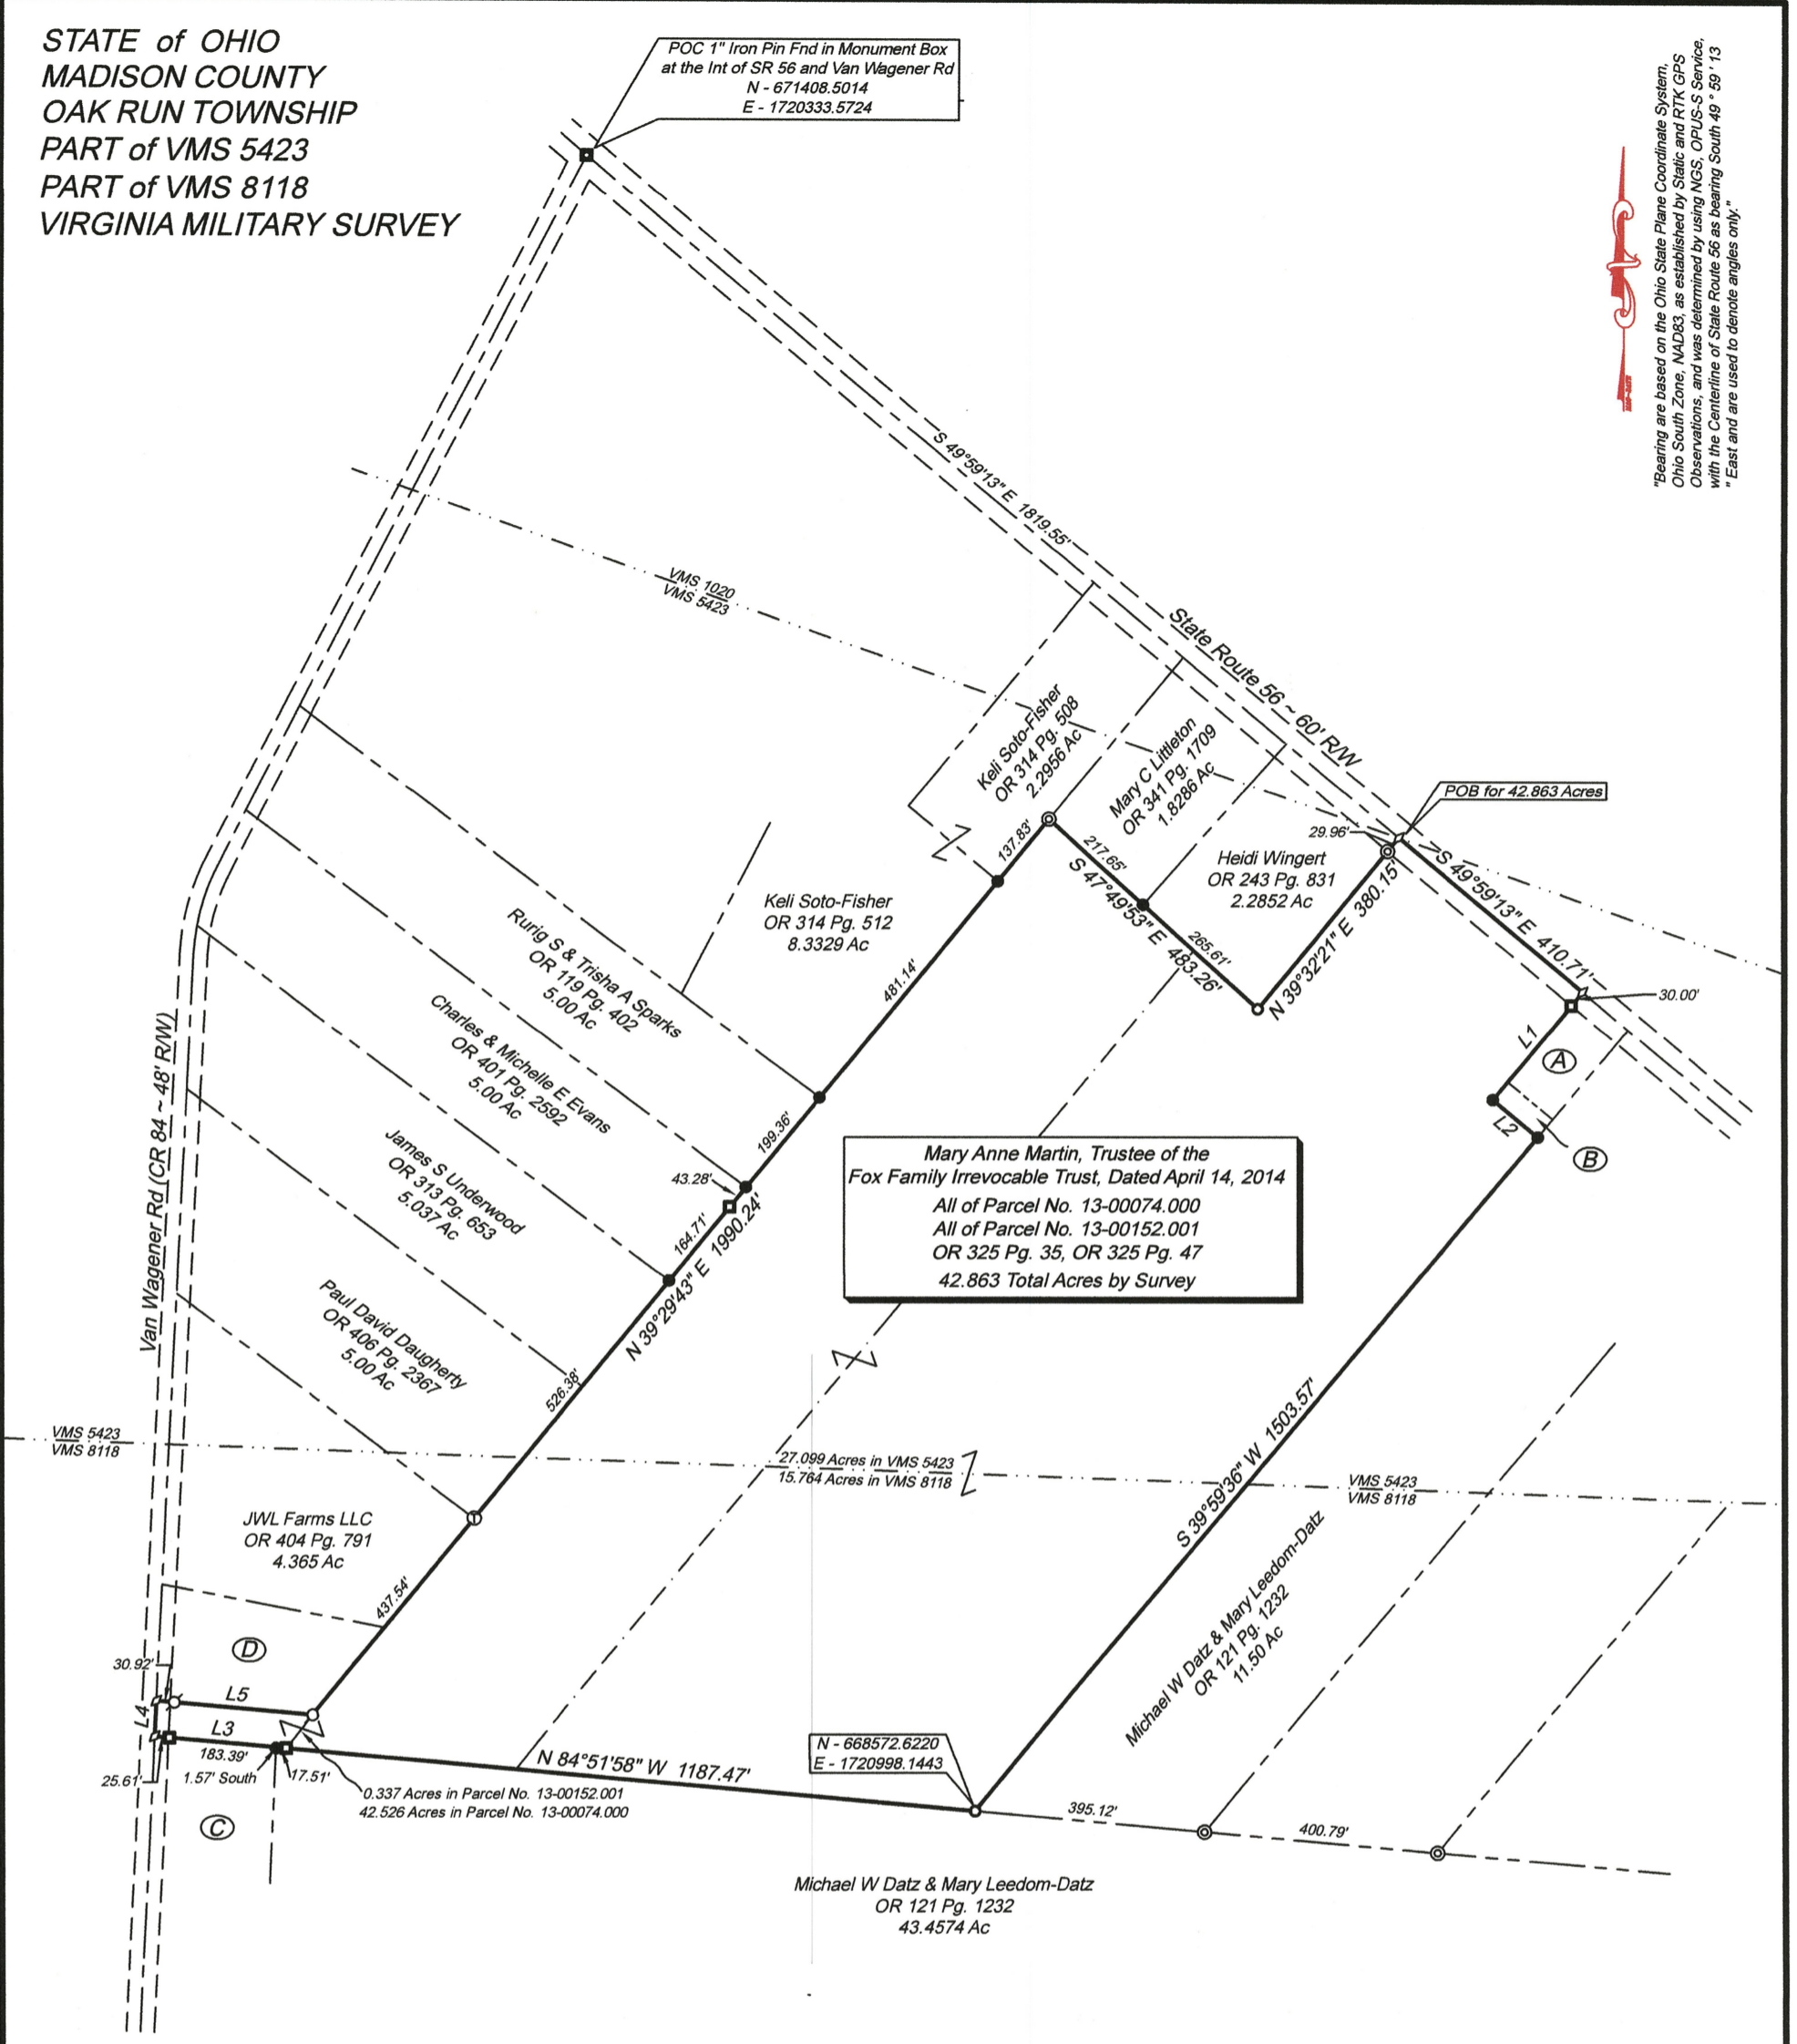 STATE of OHIO
MADISON COUNTY
OAK RUN TOWNSHIP
PART of VMS 5423
PART of VMS 8118
VIRGINIA MILITARY SURVEY
POC 1" Iron Pin Fnd in Monument Box
at the Int of SR 56 and Van Wagener Rd
N - 671408.5014
E - 1720333.5724
"Bearing are based on the Ohio State Plane Coordinate System,
Ohio South Zone, NAD83, as established by Static and RTK GPS
Observations, and was determined by using NGS, OPUS-S Service,
with the Centerline of State Route 56 as bearing South 49 ° 59 ' 13
" East and are used to denote angles only."
S 49°59'13" E 1819.55'
VMS 1020
VMS 5423
State Route 56 ~ 60' R/W
Keli Soto-Fisher
OR 314 Pg. 508
2.2956 Ac
Mary C Littleton
OR 341 Pg. 1709
1.8286 Ac
POB for 42.863 Acres
29.96'
Heidi Wingert
OR 243 Pg. 831
2.2852 Ac
137.83'
217.65'
S 47°49'53" E 483.26'
265.61'
N 39°32'21" E 380.15'
S 49°59'13" E 410.71'
30.00'
L1
A
L2
B
Keli Soto-Fisher
OR 314 Pg. 512
8.3329 Ac
481.14'
Rurig S & Trisha A Sparks
OR 119 Pg. 402
5.00 Ac
Charles & Michelle E Evans
OR 401 Pg. 2592
5.00 Ac
199.36'
43.28'
164.71'
N 39°29'43" E 1990.24'
James S Underwood
OR 313 Pg. 653
5.037 Ac
Van Wagener Rd (CR 84 ~ 48' R/W)
Paul David Daugherty
OR 406 Pg. 2367
5.00 Ac
526.38'
Mary Anne Martin, Trustee of the
Fox Family Irrevocable Trust, Dated April 14, 2014
All of Parcel No. 13-00074.000
All of Parcel No. 13-00152.001
OR 325 Pg. 35, OR 325 Pg. 47
42.863 Total Acres by Survey
VMS 5423
VMS 8118
27.099 Acres in VMS 5423
15.764 Acres in VMS 8118
S 39°59'36" W 1503.57'
VMS 5423
VMS 8118
JWL Farms LLC
OR 404 Pg. 791
4.365 Ac
437.54'
Michael W Datz & Mary Leedom-Datz
OR 121 Pg. 1232
11.50 Ac
D
30.92'
L5
L4
L3
183.39'
25.61'
1.57' South
17.51'
N 84°51'58" W 1187.47'
N - 668572.6220
E - 1720998.1443
0.337 Acres in Parcel No. 13-00152.001
42.526 Acres in Parcel No. 13-00074.000
C
395.12'
400.79'
Michael W Datz & Mary Leedom-Datz
OR 121 Pg. 1232
43.4574 Ac